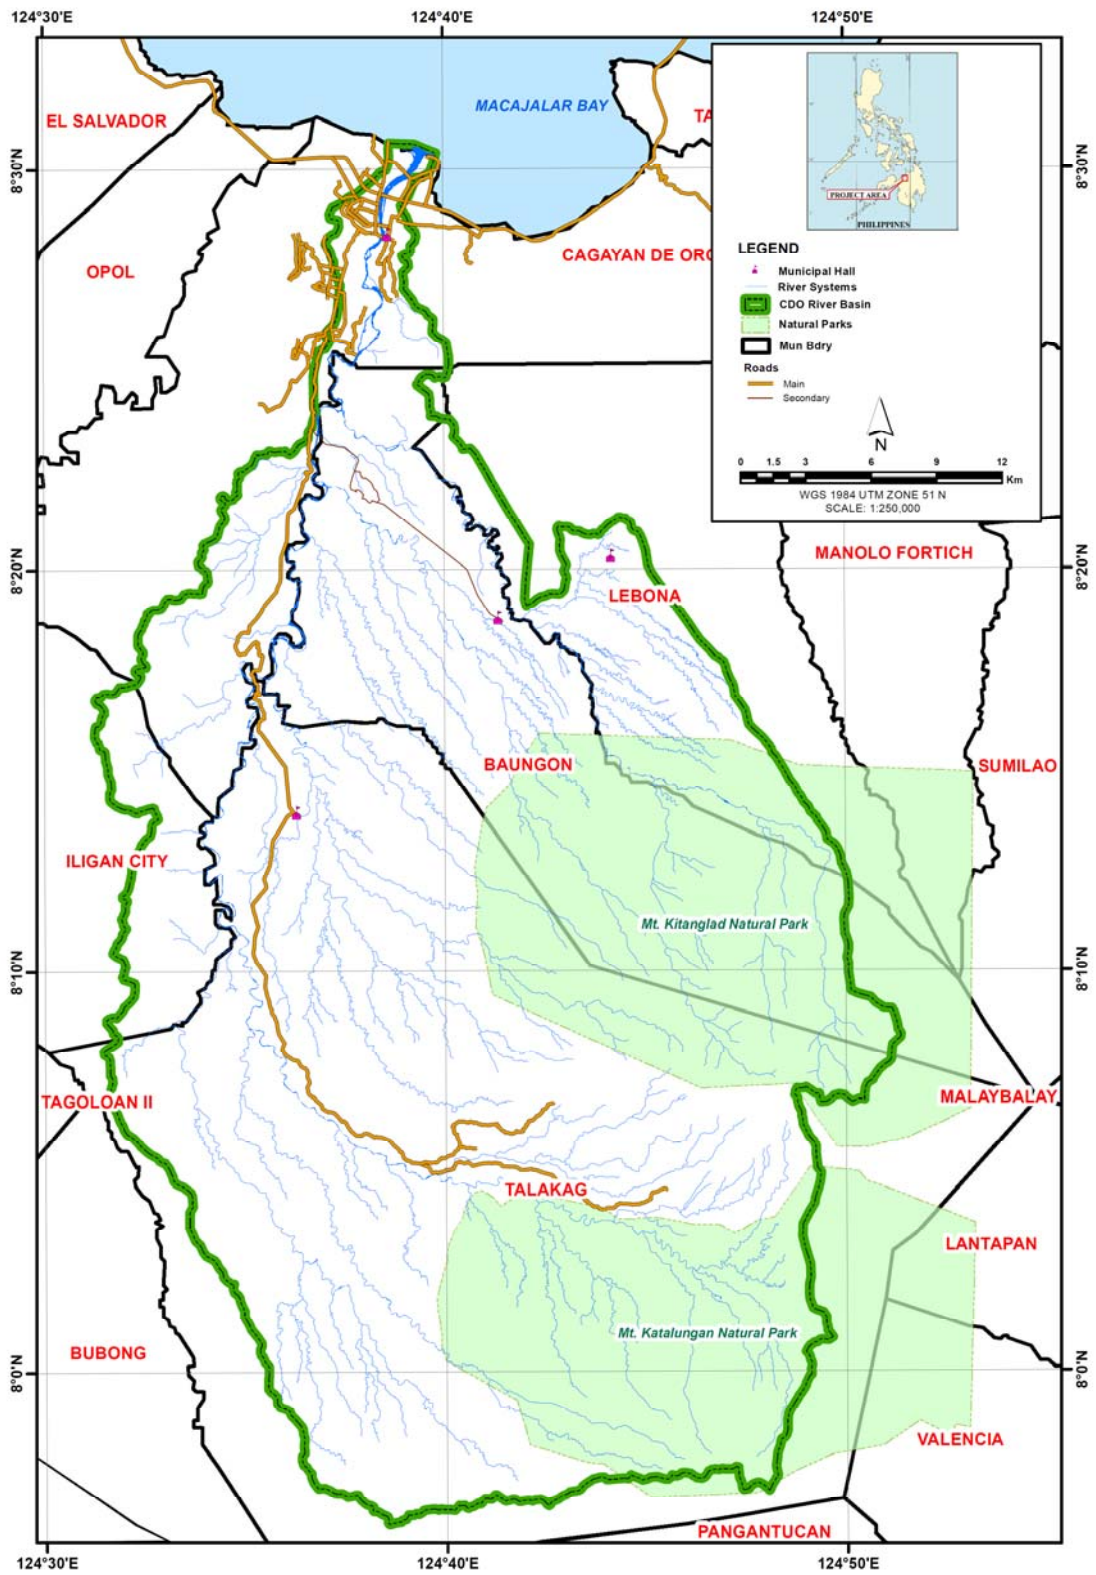 124°30'E
124°40'E
124°50'E
MACAJALAR BAY
EL SALVADOR
TA
8°30'N
8°30'N
PROJECT AREA
PHILIPPINES
CAGAYAN DE ORO
OPOL
LEGEND
Municipal Hall
River Systems
CDO River Basin
Natural Parks
Mun Bdry
Roads
Main
Secondary
N
0 1.5 3 6 9 12
Km
WGS 1984 UTM ZONE 51 N
SCALE: 1:250,000
MANOLO FORTICH
8°20'N
8°20'N
LEBONA
BAUNGON
SUMILAO
ILIGAN CITY
Mt. Kitanglad Natural Park
8°10'N
8°10'N
TAGOLOAN II
MALAYBALAY
TALAKAG
LANTAPAN
Mt. Katalungan Natural Park
BUBONG
8°0'N
8°0'N
VALENCIA
PANGANTUCAN
124°30'E
124°40'E
124°50'E